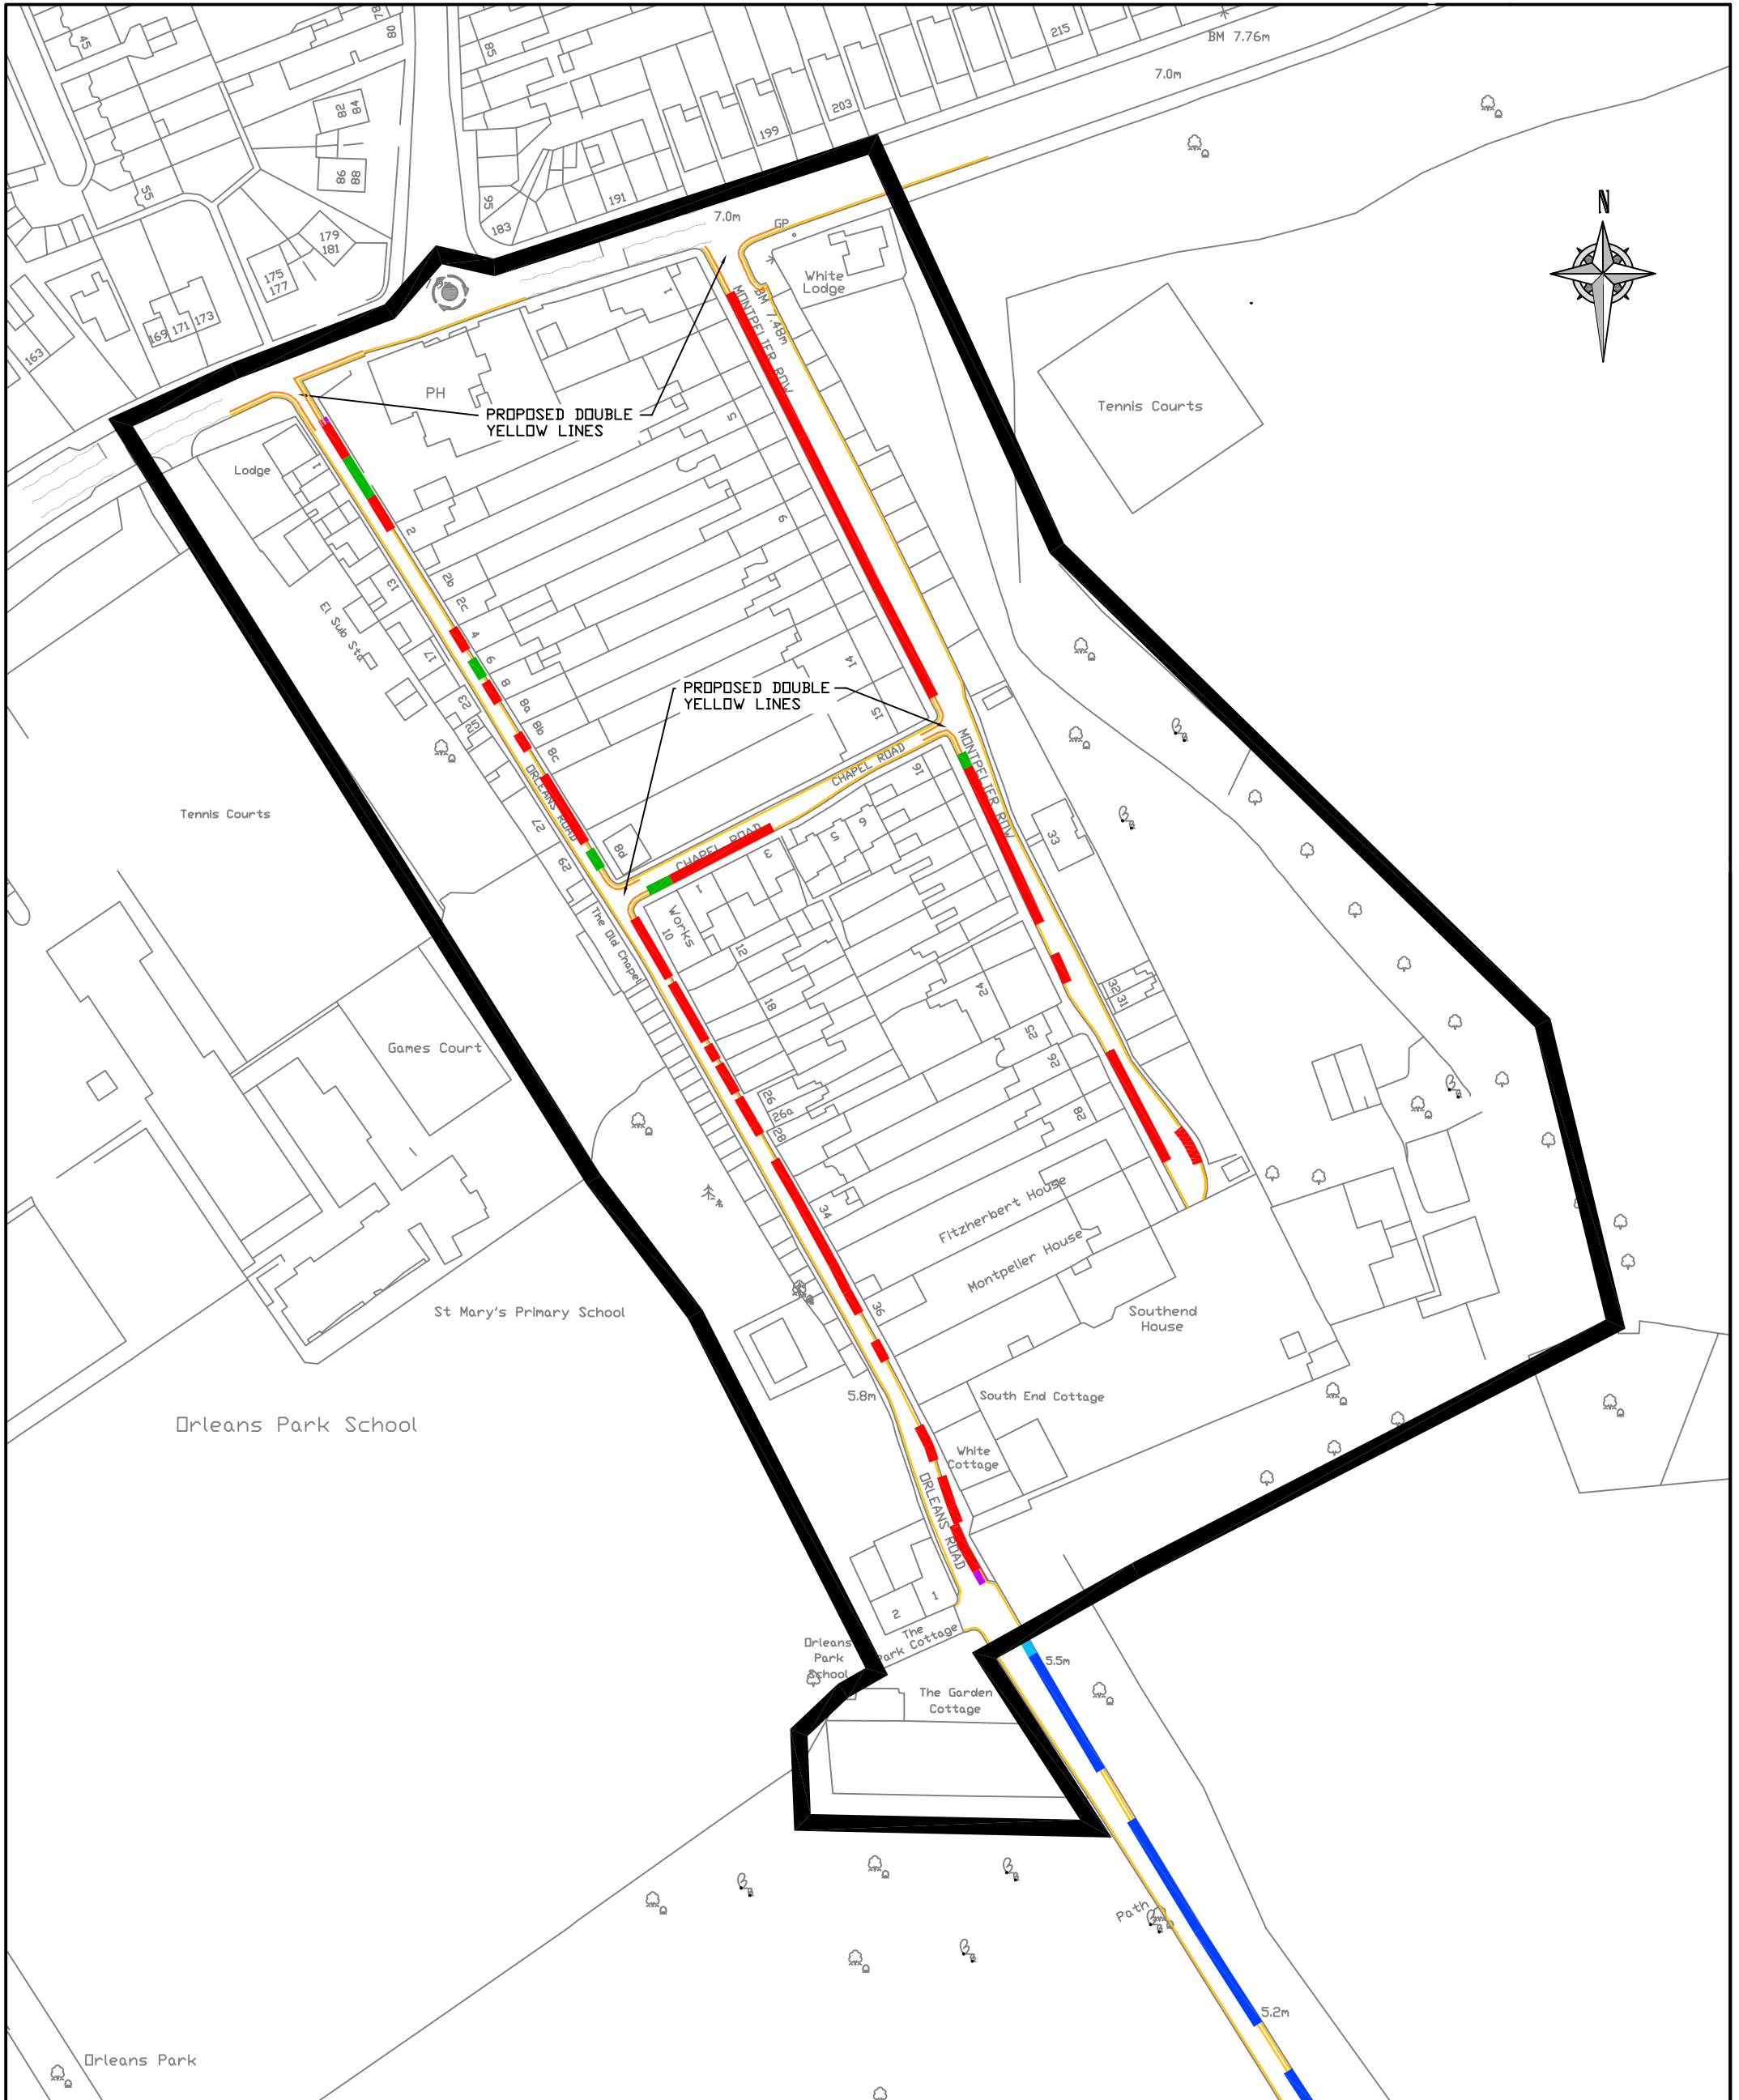 45
78
80
85
215
BM 7.76m
7.0m
82
84
203
199
86
88
55
95
191
183
7.0m
GP
179
181
White
Lodge
175
177
169
171
173
163
N
1
BM 7.48m
MONTPELIER ROW
PH
PROPOSED DOUBLE
YELLOW LINES
5
Tennis Courts
Lodge
1
2
9
13
2b
2c
El Sub Sta
4
17
6
8
14
23
8a
25
8b
8c
15
PROPOSED DOUBLE
YELLOW LINES
MONTPELIER ROW
CHAPEL ROAD
16
ORLEANS ROAD
Tennis Courts
27
29
8d
CHAPEL ROAD
3
5
6
33
1
Works
10
12
The Old Chapel
24
32
31
18
25
26
Games Court
26
26a
28
28
34
Fitzherbert House
Montpelier House
St Mary's Primary School
36
Southend
House
5.8m
South End Cottage
Orleans Park School
White
Cottage
ORLEANS ROAD
1
2
The
Park Cottage
Orleans
Park
School
5.5m
The Garden
Cottage
Path
5.2m
Orleans Park